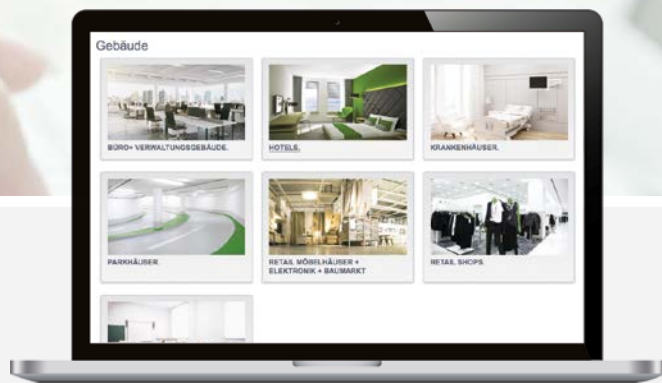 Gebäude
BÜRO+ VERWALTUNGSGEBÄUDE.
HOTELS.
KRANKENHÄUSER.
PARKHÄUSER.
RETAIL MÖBELHÄUSER +
ELEKTRONIK + BAUMARKT
RETAIL SHOPS.